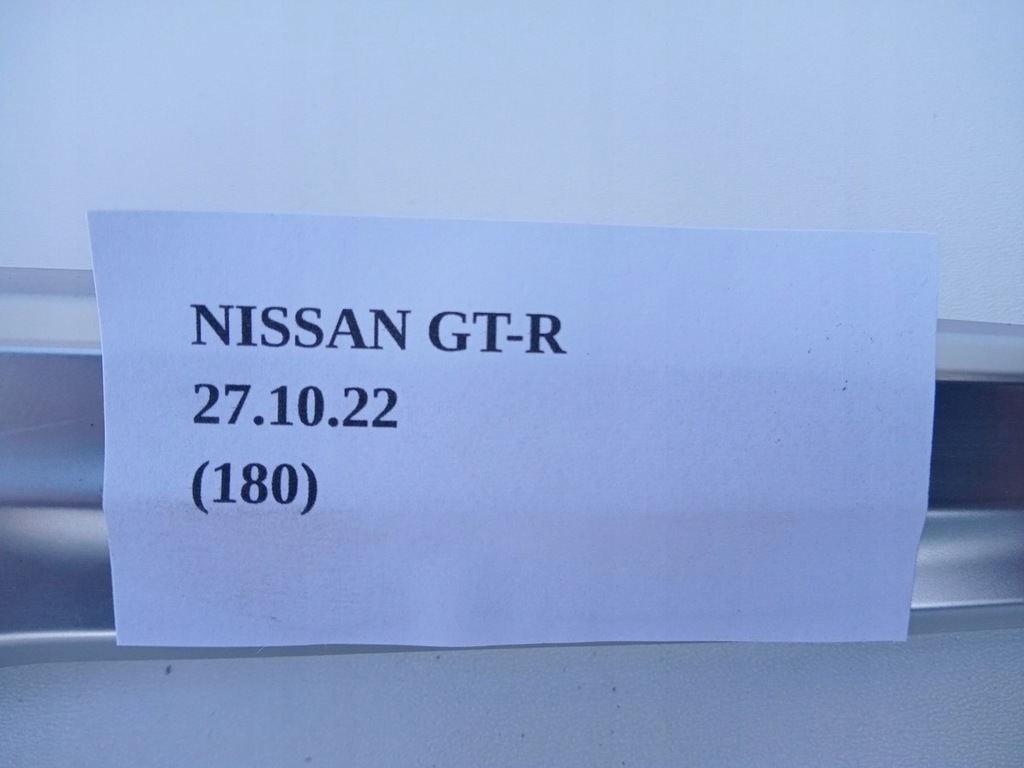 NISSAN GT-R
27.10.22
(180)